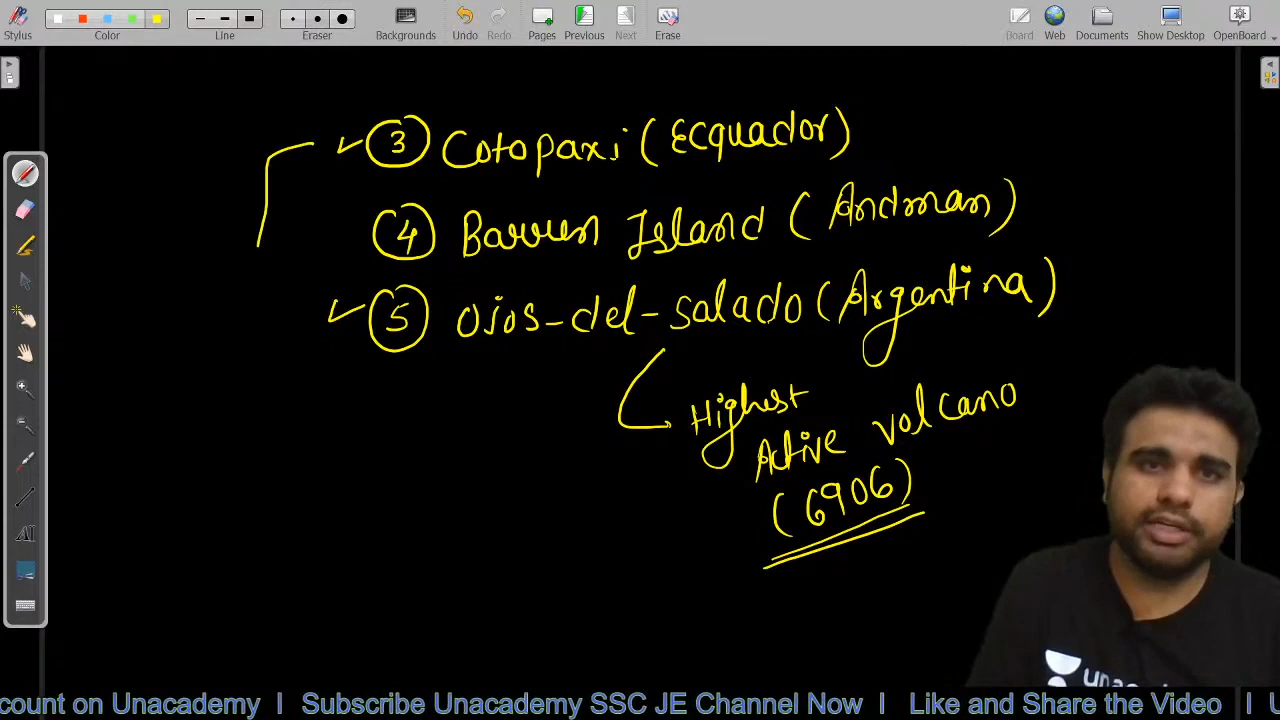 Stylus Color Line Eraser Backgrounds Undo Redo Pages Previous Next Erase Board Web Documents Show Desktop OpenBoard
3 Cotopaxi (Ecquador)
4 Barren Island (Andman)
5 Ojos-del-salado (Argentina)
Highest
Active volcano
(6906)
unac
count on Unacademy I Subscribe Unacademy SSC JE Channel Now I Like and Share the Video I U